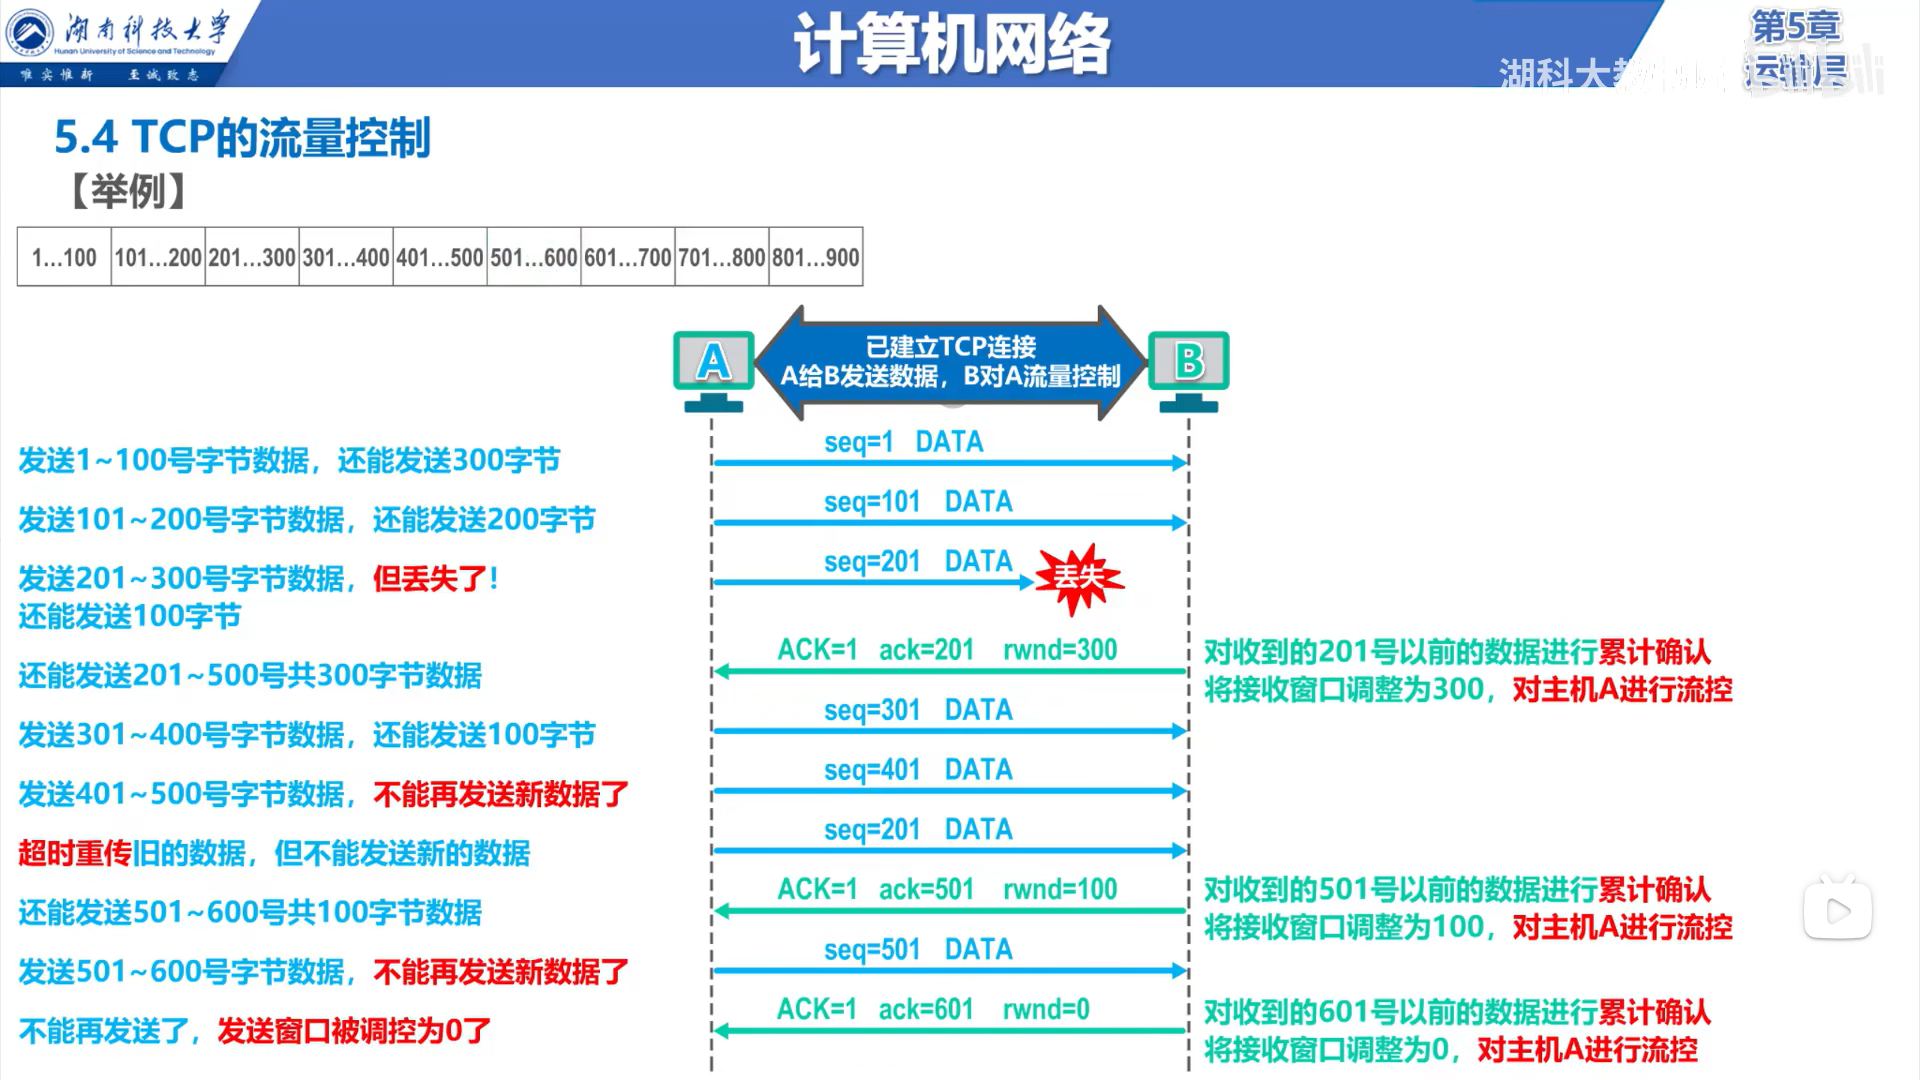 湖南科技大学
Hunan University of Science and Technology
唯实惟新 至诚致志
计算机网络
第5章
运输层
湖科大教
5.4 TCP的流量控制
【举例】
1...100 101...200 201...300 301...400 401...500 501...600 601...700 701...800 801...900
A
已建立TCP连接
A给B发送数据，B对A流量控制
B
发送1~100号字节数据，还能发送300字节
seq=1 DATA
发送101~200号字节数据，还能发送200字节
seq=101 DATA
发送201~300号字节数据，但丢失了！
还能发送100字节
seq=201 DATA
丢失
还能发送201~500号共300字节数据
ACK=1 ack=201 rwnd=300
对收到的201号以前的数据进行累计确认
将接收窗口调整为300，对主机A进行流控
发送301~400号字节数据，还能发送100字节
seq=301 DATA
发送401~500号字节数据，不能再发送新数据了
seq=401 DATA
超时重传旧的数据，但不能发送新的数据
seq=201 DATA
还能发送501~600号共100字节数据
ACK=1 ack=501 rwnd=100
对收到的501号以前的数据进行累计确认
将接收窗口调整为100，对主机A进行流控
发送501~600号字节数据，不能再发送新数据了
seq=501 DATA
不能再发送了，发送窗口被调控为0了
ACK=1 ack=601 rwnd=0
对收到的601号以前的数据进行累计确认
将接收窗口调整为0，对主机A进行流控